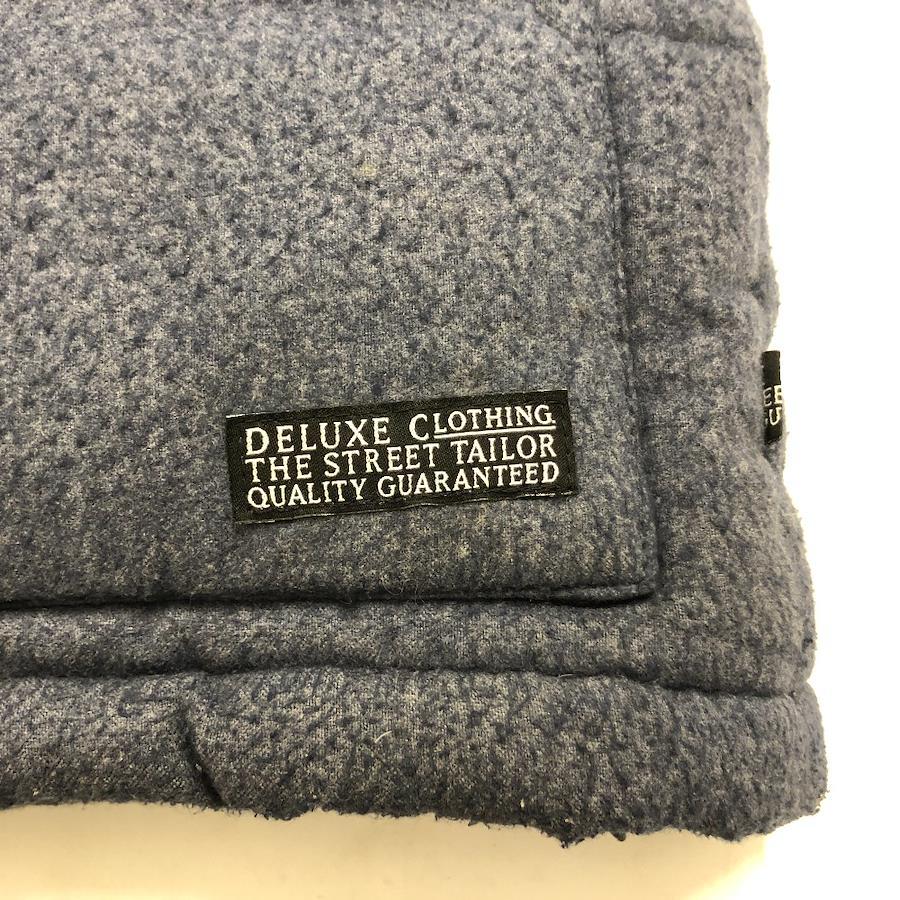 DELUXE CLOTHING
THE STREET TAILOR
QUALITY GUARANTEED